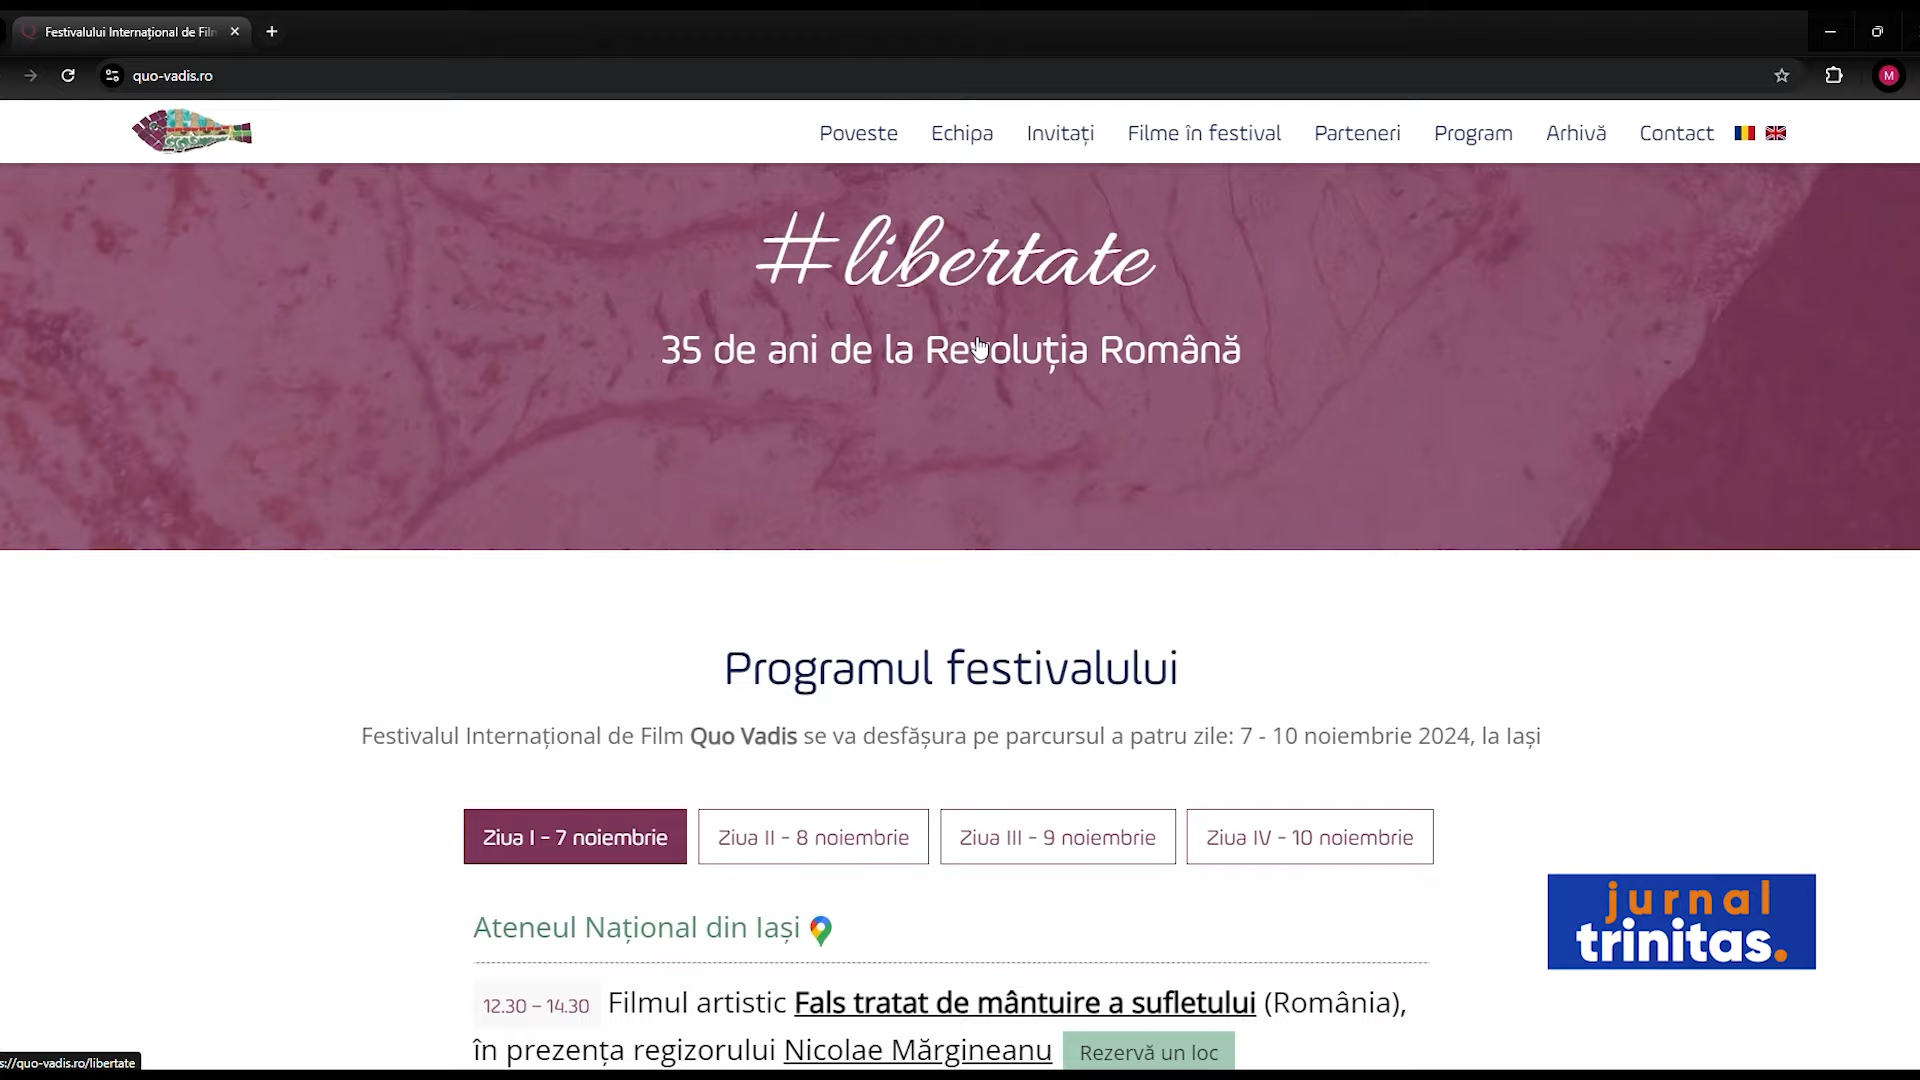 Festivalului Internațional de Fil
quo-vadis.ro
M
Poveste Echipa Invitați Filme în festival Parteneri Program Arhivă Contact
#libertate
35 de ani de la Revoluția Română
Programul festivalului
Festivalul Internațional de Film Quo Vadis se va desfășura pe parcursul a patru zile: 7 - 10 noiembrie 2024, la Iași
Ziua I - 7 noiembrie Ziua II - 8 noiembrie Ziua III - 9 noiembrie Ziua IV - 10 noiembrie
Ateneul Național din Iași
jurnal
trinitas.
12.30 – 14.30 Filmul artistic Fals tratat de mântuire a sufletului (România),
în prezența regizorului Nicolae Mărgineanu Rezervă un loc
s://quo-vadis.ro/libertate